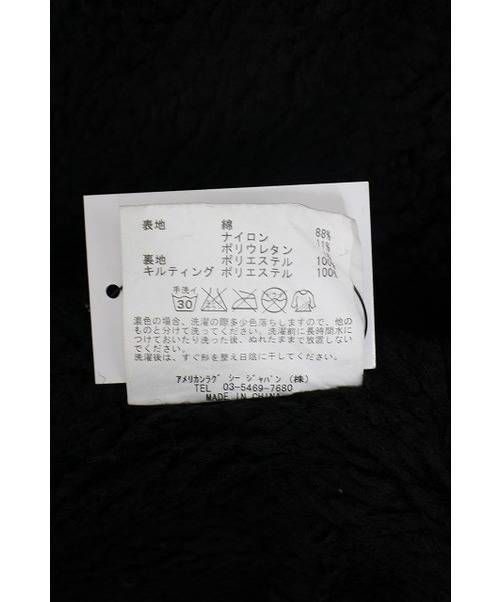 表地 綿 88%
ナイロン 11%
ポリウレタン
裏地 ポリエステル 100%
キルティング ポリエステル 100%
手洗イ
30
濃色の場合、洗濯の際多少色落ちしますので、他の
ものと分けて洗ってください。洗濯前に長時間水に
つけておいたり洗った後、ぬれたままで放置しない
でください。
洗濯後は、すぐ形を整え日陰に干してください。
アメリカンラグ シー ジャパン (株)
TEL 03-5469-7680
MADE IN CHINA